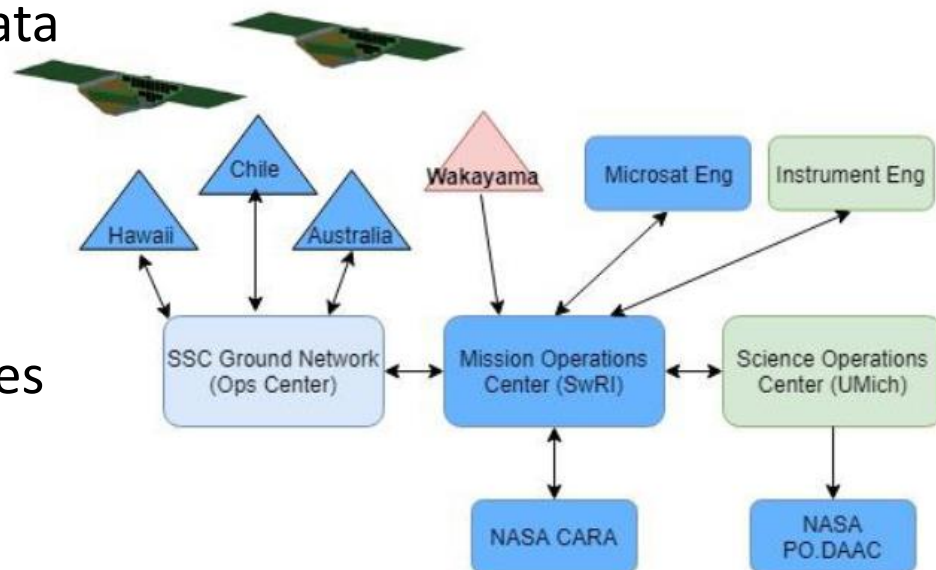 ata
Chile
Wakayama
Microsat Eng
Instrument Eng
Hawaii
Australia
SSC Ground Network
(Ops Center)
Mission Operations
Center (SwRI)
Science Operations
Center (UMich)
es
NASA CARA
NASA
PO.DAAC